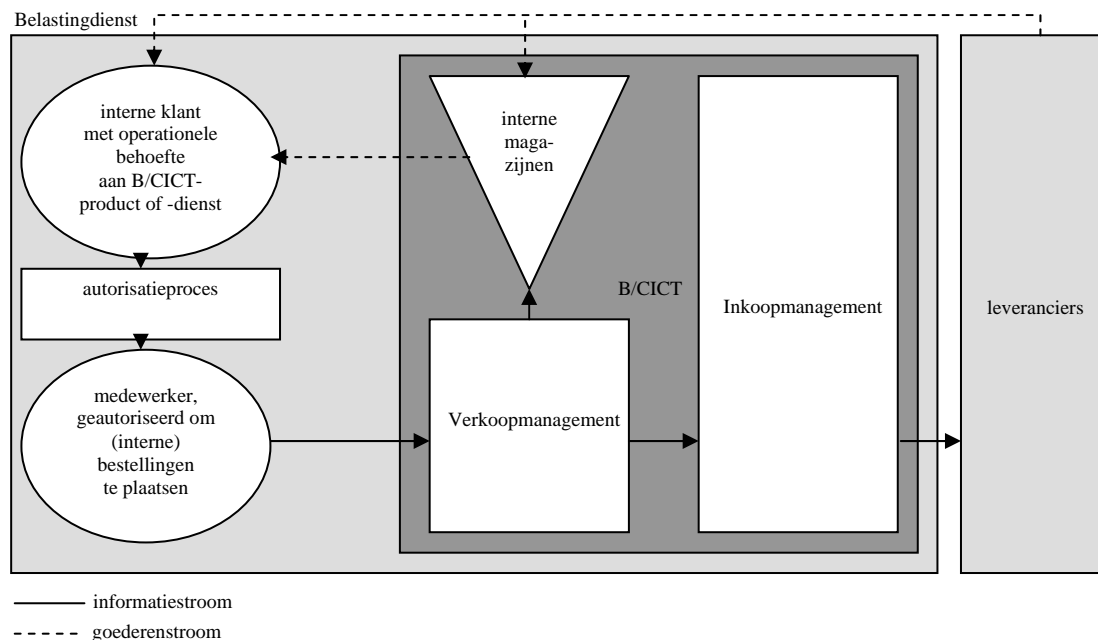 Belastingdienst
interne klant
met operationele
behoefte
aan B/CICT-
product of -dienst
interne
maga-
zijnen
autorisatieproces
B/CICT
Inkoopmanagement
leveranciers
medewerker,
geautoriseerd om
(interne)
bestellingen
te plaatsen
Verkoopmanagement
informatiestroom
goederenstroom